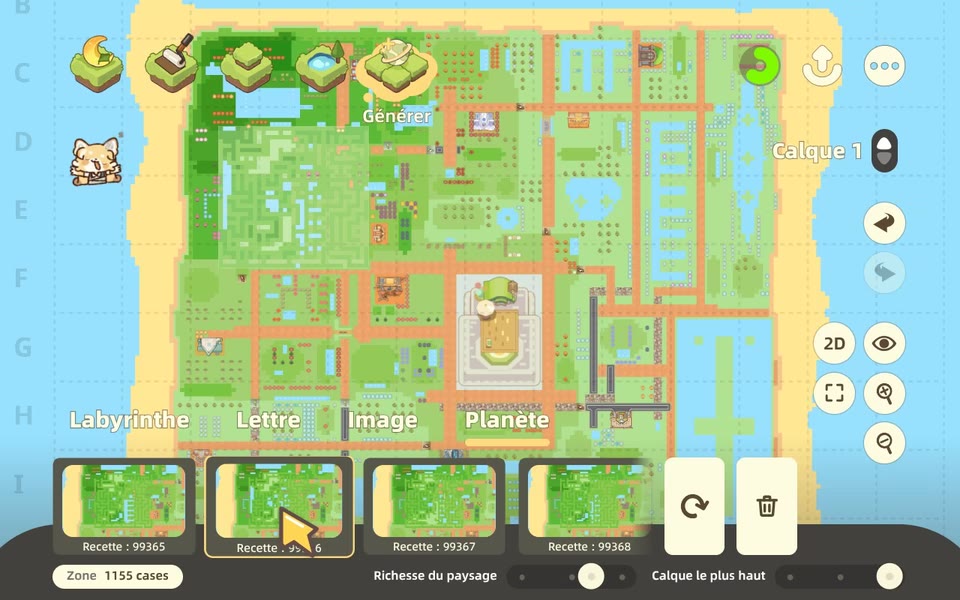 B
C
Générer
D
Calque 1
E
F
G
2D
H
Labyrinthe
Lettre
Image
Planète
I
Recette : 99365
Recette : 99367
Recette : 99368
Zone 1155 cases
Richesse du paysage
Calque le plus haut